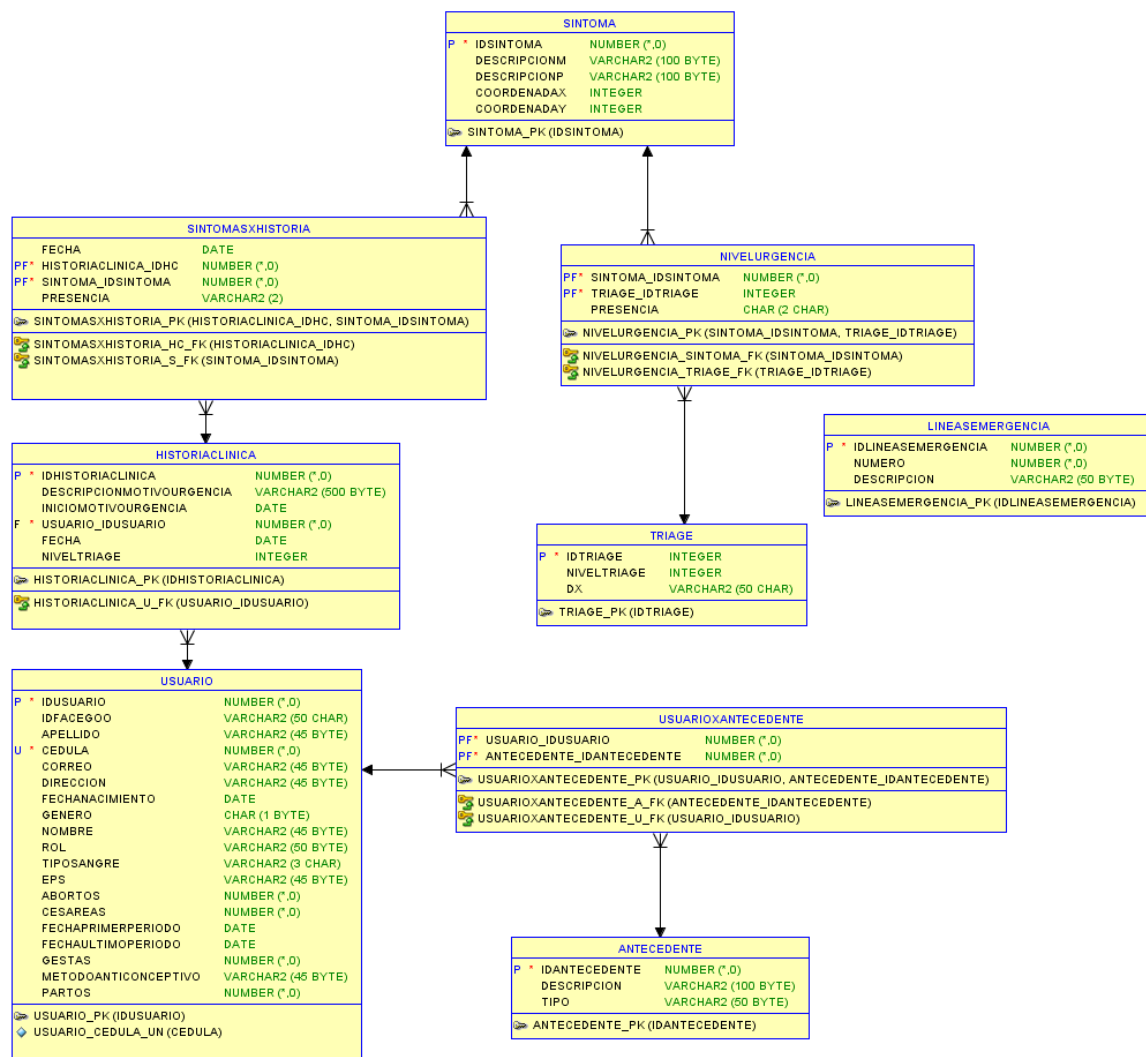 SINTOMA
P * IDSINTOMA NUMBER (*,0)
DESCRIPCIONM VARCHAR2 (100 BYTE)
DESCRIPCIONP VARCHAR2 (100 BYTE)
COORDENADAX INTEGER
COORDENADAY INTEGER
SINTOMA_PK (IDSINTOMA)
SINTOMASXHISTORIA
FECHA DATE
PF* HISTORIACLINICA_IDHC NUMBER (*,0)
PF* SINTOMA_IDSINTOMA NUMBER (*,0)
PRESENCIA VARCHAR2 (2)
SINTOMASXHISTORIA_PK (HISTORIACLINICA_IDHC, SINTOMA_IDSINTOMA)
SINTOMASXHISTORIA_HC_FK (HISTORIACLINICA_IDHC)
SINTOMASXHISTORIA_S_FK (SINTOMA_IDSINTOMA)
NIVELURGENCIA
PF* SINTOMA_IDSINTOMA NUMBER (*,0)
PF* TRIAGE_IDTRIAGE INTEGER
PRESENCIA CHAR (2 CHAR)
NIVELURGENCIA_PK (SINTOMA_IDSINTOMA, TRIAGE_IDTRIAGE)
NIVELURGENCIA_SINTOMA_FK (SINTOMA_IDSINTOMA)
NIVELURGENCIA_TRIAGE_FK (TRIAGE_IDTRIAGE)
LINEASEMERGENCIA
P * IDLINEASEMERGENCIA NUMBER (*,0)
NUMERO NUMBER (*,0)
DESCRIPCION VARCHAR2 (50 BYTE)
LINEASEMERGENCIA_PK (IDLINEASEMERGENCIA)
HISTORIACLINICA
P * IDHISTORIACLINICA NUMBER (*,0)
DESCRIPCIONMOTIVOURGENCIA VARCHAR2 (500 BYTE)
INICIOMOTIVOURGENCIA DATE
F * USUARIO_IDUSUARIO NUMBER (*,0)
FECHA DATE
NIVELTRIAGE INTEGER
HISTORIACLINICA_PK (IDHISTORIACLINICA)
HISTORIACLINICA_U_FK (USUARIO_IDUSUARIO)
TRIAGE
P * IDTRIAGE INTEGER
NIVELTRIAGE INTEGER
DX VARCHAR2 (50 CHAR)
TRIAGE_PK (IDTRIAGE)
USUARIO
P * IDUSUARIO NUMBER (*,0)
IDFACEGOO VARCHAR2 (50 CHAR)
APELLIDO VARCHAR2 (45 BYTE)
U * CEDULA NUMBER (*,0)
CORREO VARCHAR2 (45 BYTE)
DIRECCION VARCHAR2 (45 BYTE)
FECHANACIMIENTO DATE
GENERO CHAR (1 BYTE)
NOMBRE VARCHAR2 (45 BYTE)
ROL VARCHAR2 (50 BYTE)
TIPOSANGRE VARCHAR2 (3 CHAR)
EPS VARCHAR2 (45 BYTE)
ABORTOS NUMBER (*,0)
CESAREAS NUMBER (*,0)
FECHAPRIMERPERIODO DATE
FECHAULTIMOPERIODO DATE
GESTAS NUMBER (*,0)
METODOANTICONCEPTIVO VARCHAR2 (45 BYTE)
PARTOS NUMBER (*,0)
USUARIO_PK (IDUSUARIO)
USUARIO_CEDULA_UN (CEDULA)
USUARIOXANTECEDENTE
PF* USUARIO_IDUSUARIO NUMBER (*,0)
PF* ANTECEDENTE_IDANTECEDENTE NUMBER (*,0)
USUARIOXANTECEDENTE_PK (USUARIO_IDUSUARIO, ANTECEDENTE_IDANTECEDENTE)
USUARIOXANTECEDENTE_A_FK (ANTECEDENTE_IDANTECEDENTE)
USUARIOXANTECEDENTE_U_FK (USUARIO_IDUSUARIO)
ANTECEDENTE
P * IDANTECEDENTE NUMBER (*,0)
DESCRIPCION VARCHAR2 (100 BYTE)
TIPO VARCHAR2 (50 BYTE)
ANTECEDENTE_PK (IDANTECEDENTE)